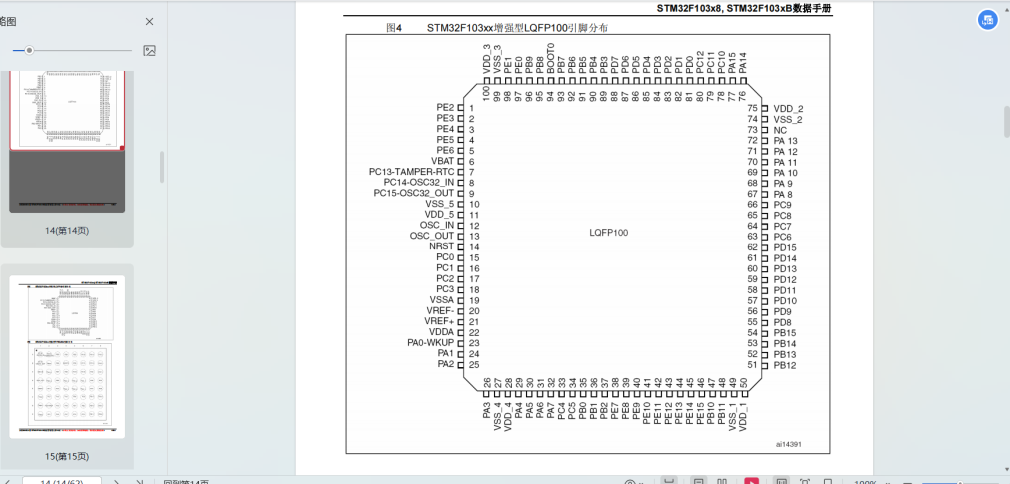 STM32F103x8, STM32F103xB数据手册
图4 STM32F103xx增强型LQFP100引脚分布
VDD_3 VSS_3 PE1 PE0 PB9 PB8 BOOT0 PB7 PB6 PB5 PB4 PB3 PD7 PD6 PD5 PD4 PD3 PD2 PD1 PD0 PC12 PC11 PC10 PA15 PA14
100 99 98 97 96 95 94 93 92 91 90 89 88 87 86 85 84 83 82 81 80 79 78 77 76
PE2 1 75 VDD_2
PE3 2 74 VSS_2
PE4 3 73 NC
PE5 4 72 PA 13
PE6 5 71 PA 12
VBAT 6 70 PA 11
PC13-TAMPER-RTC 7 69 PA 10
PC14-OSC32_IN 8 68 PA 9
PC15-OSC32_OUT 9 67 PA 8
VSS_5 10 66 PC9
VDD_5 11 65 PC8
OSC_IN 12 64 PC7
OSC_OUT 13 63 PC6
NRST 14 62 PD15
PC0 15 61 PD14
PC1 16 60 PD13
PC2 17 59 PD12
PC3 18 58 PD11
VSSA 19 57 PD10
VREF- 20 56 PD9
VREF+ 21 55 PD8
VDDA 22 54 PB15
PA0-WKUP 23 53 PB14
PA1 24 52 PB13
PA2 25 51 PB12
LQFP100
26 27 28 29 30 31 32 33 34 35 36 37 38 39 40 41 42 43 44 45 46 47 48 49 50
PA3 VSS_4 VDD_4 PA4 PA5 PA6 PA7 PC4 PC5 PB0 PB1 PB2 PE7 PE8 PE9 PE10 PE11 PE12 PE13 PE14 PE15 PB10 PB11 VSS_1 VDD_1
ai14391
14(第14页)
15(第15页)
14 (14/62)
回到第14页
100%